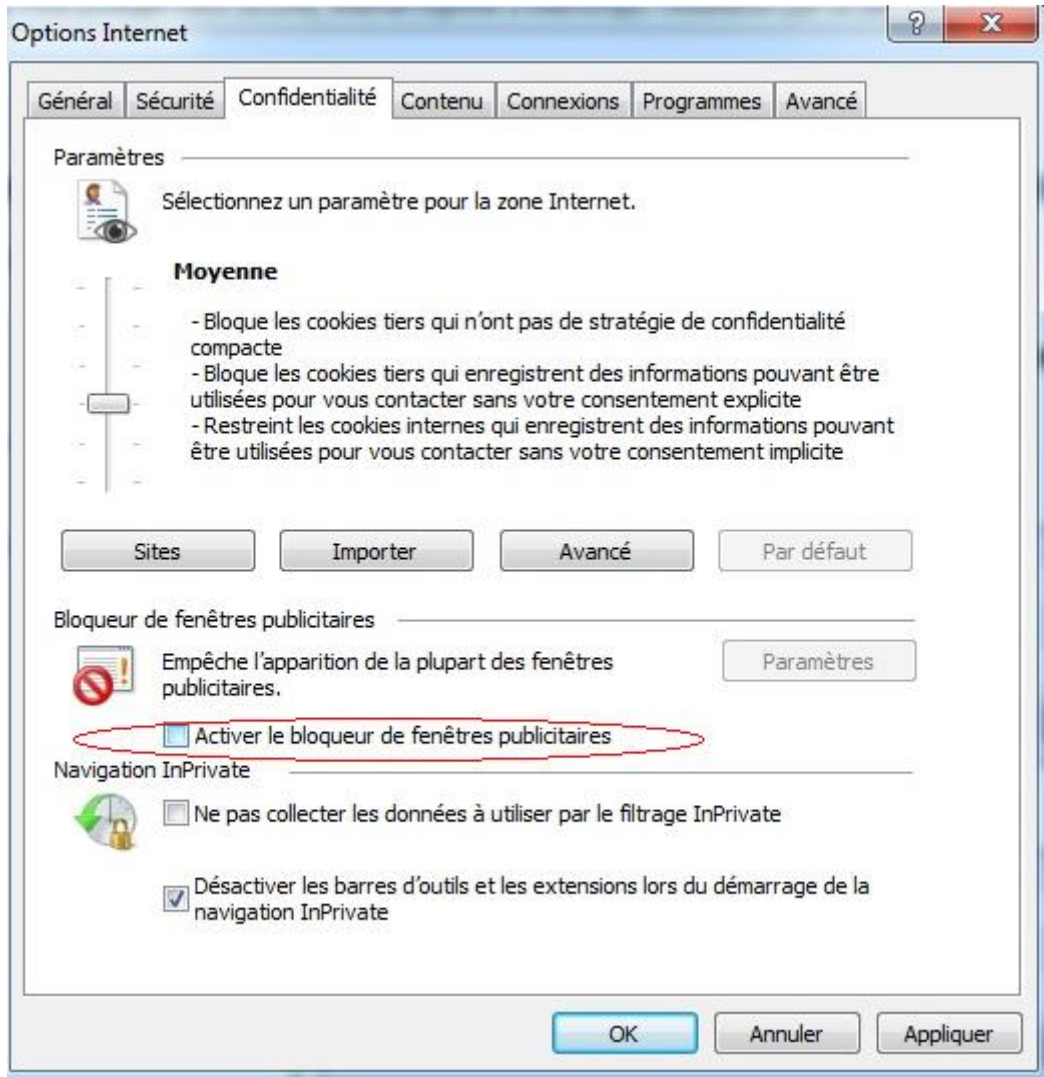 Options Internet
Général Sécurité Confidentialité Contenu Connexions Programmes Avancé
Paramètres
Sélectionnez un paramètre pour la zone Internet.
Moyenne
- Bloque les cookies tiers qui n'ont pas de stratégie de confidentialité
compacte
- Bloque les cookies tiers qui enregistrent des informations pouvant être
utilisées pour vous contacter sans votre consentement explicite
- Restreint les cookies internes qui enregistrent des informations pouvant
être utilisées pour vous contacter sans votre consentement implicite
Sites Importer Avancé Par défaut
Bloqueur de fenêtres publicitaires
Empêche l'apparition de la plupart des fenêtres
publicitaires.
Paramètres
Activer le bloqueur de fenêtres publicitaires
Navigation InPrivate
Ne pas collecter les données à utiliser par le filtrage InPrivate
Désactiver les barres d'outils et les extensions lors du démarrage de la
navigation InPrivate
OK Annuler Appliquer